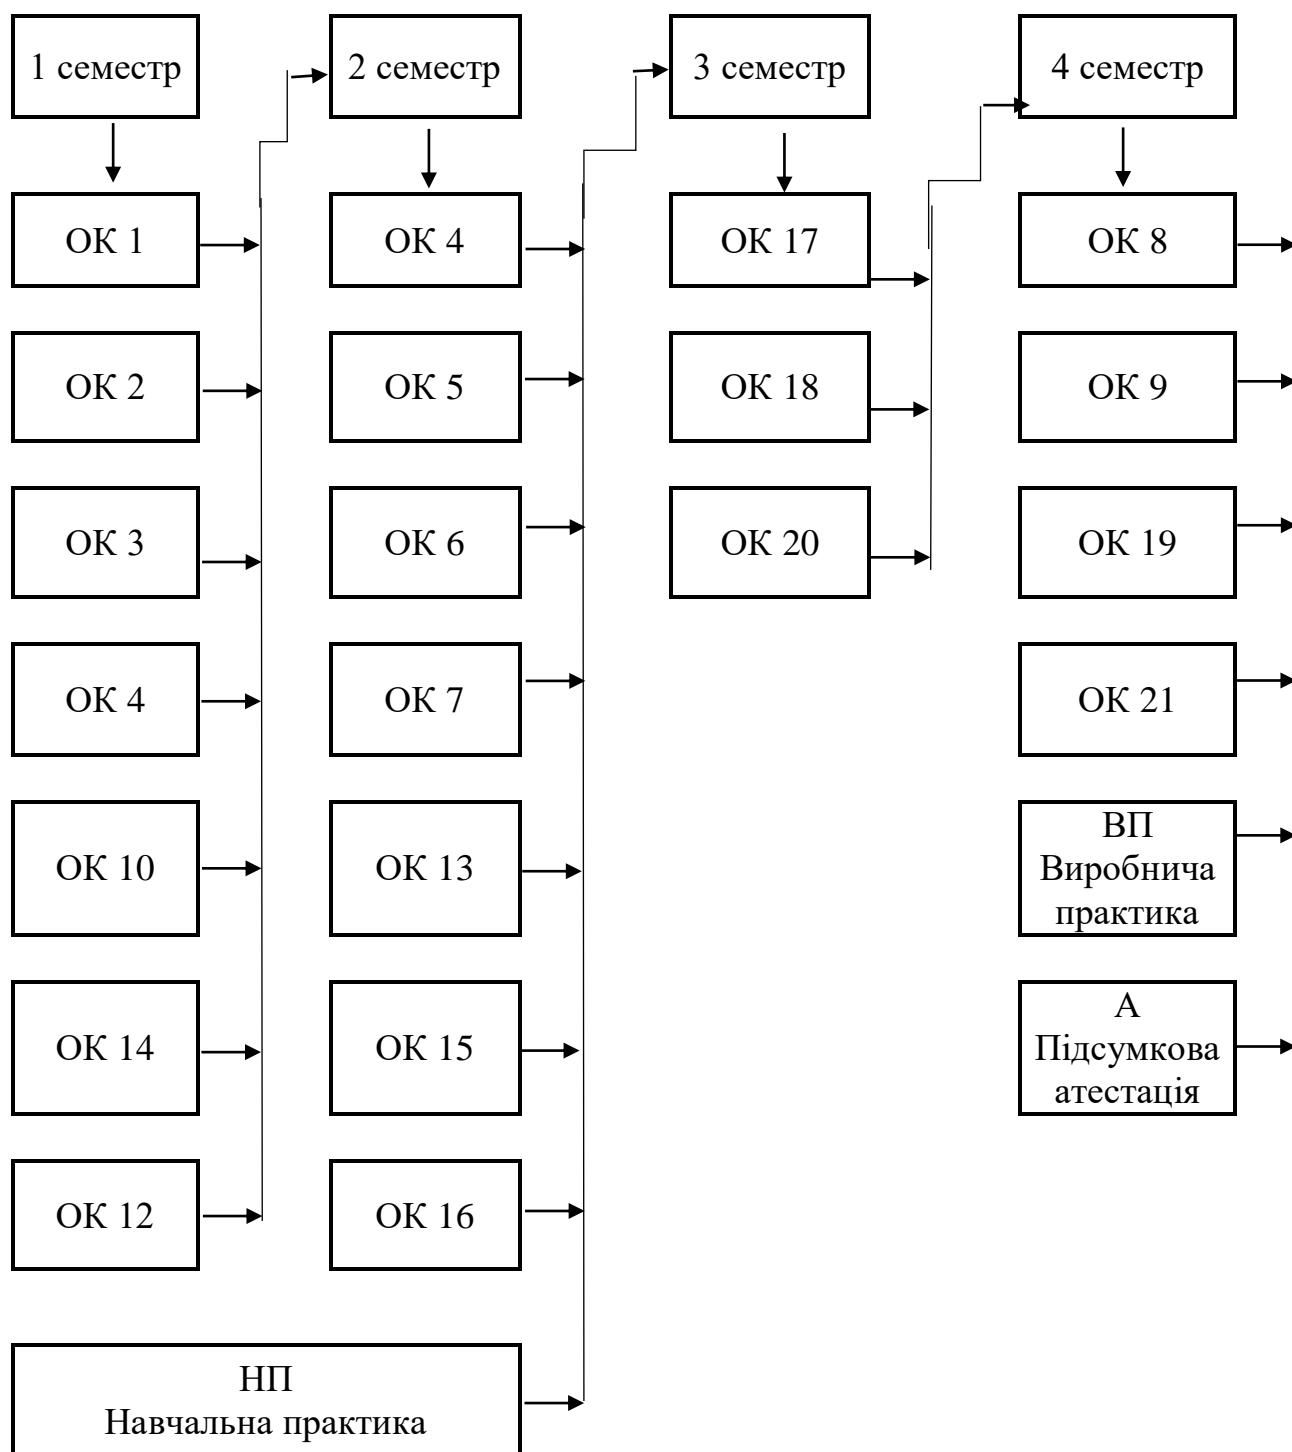 1 семестр
2 семестр
3 семестр
4 семестр
ОК 1
ОК 4
ОК 17
ОК 8
ОК 2
ОК 5
ОК 18
ОК 9
ОК 3
ОК 6
ОК 20
ОК 19
ОК 4
ОК 7
ОК 21
ОК 10
ОК 13
ВП
Виробнича
практика
ОК 14
ОК 15
А
Підсумкова
атестація
ОК 12
ОК 16
НП
Навчальна практика